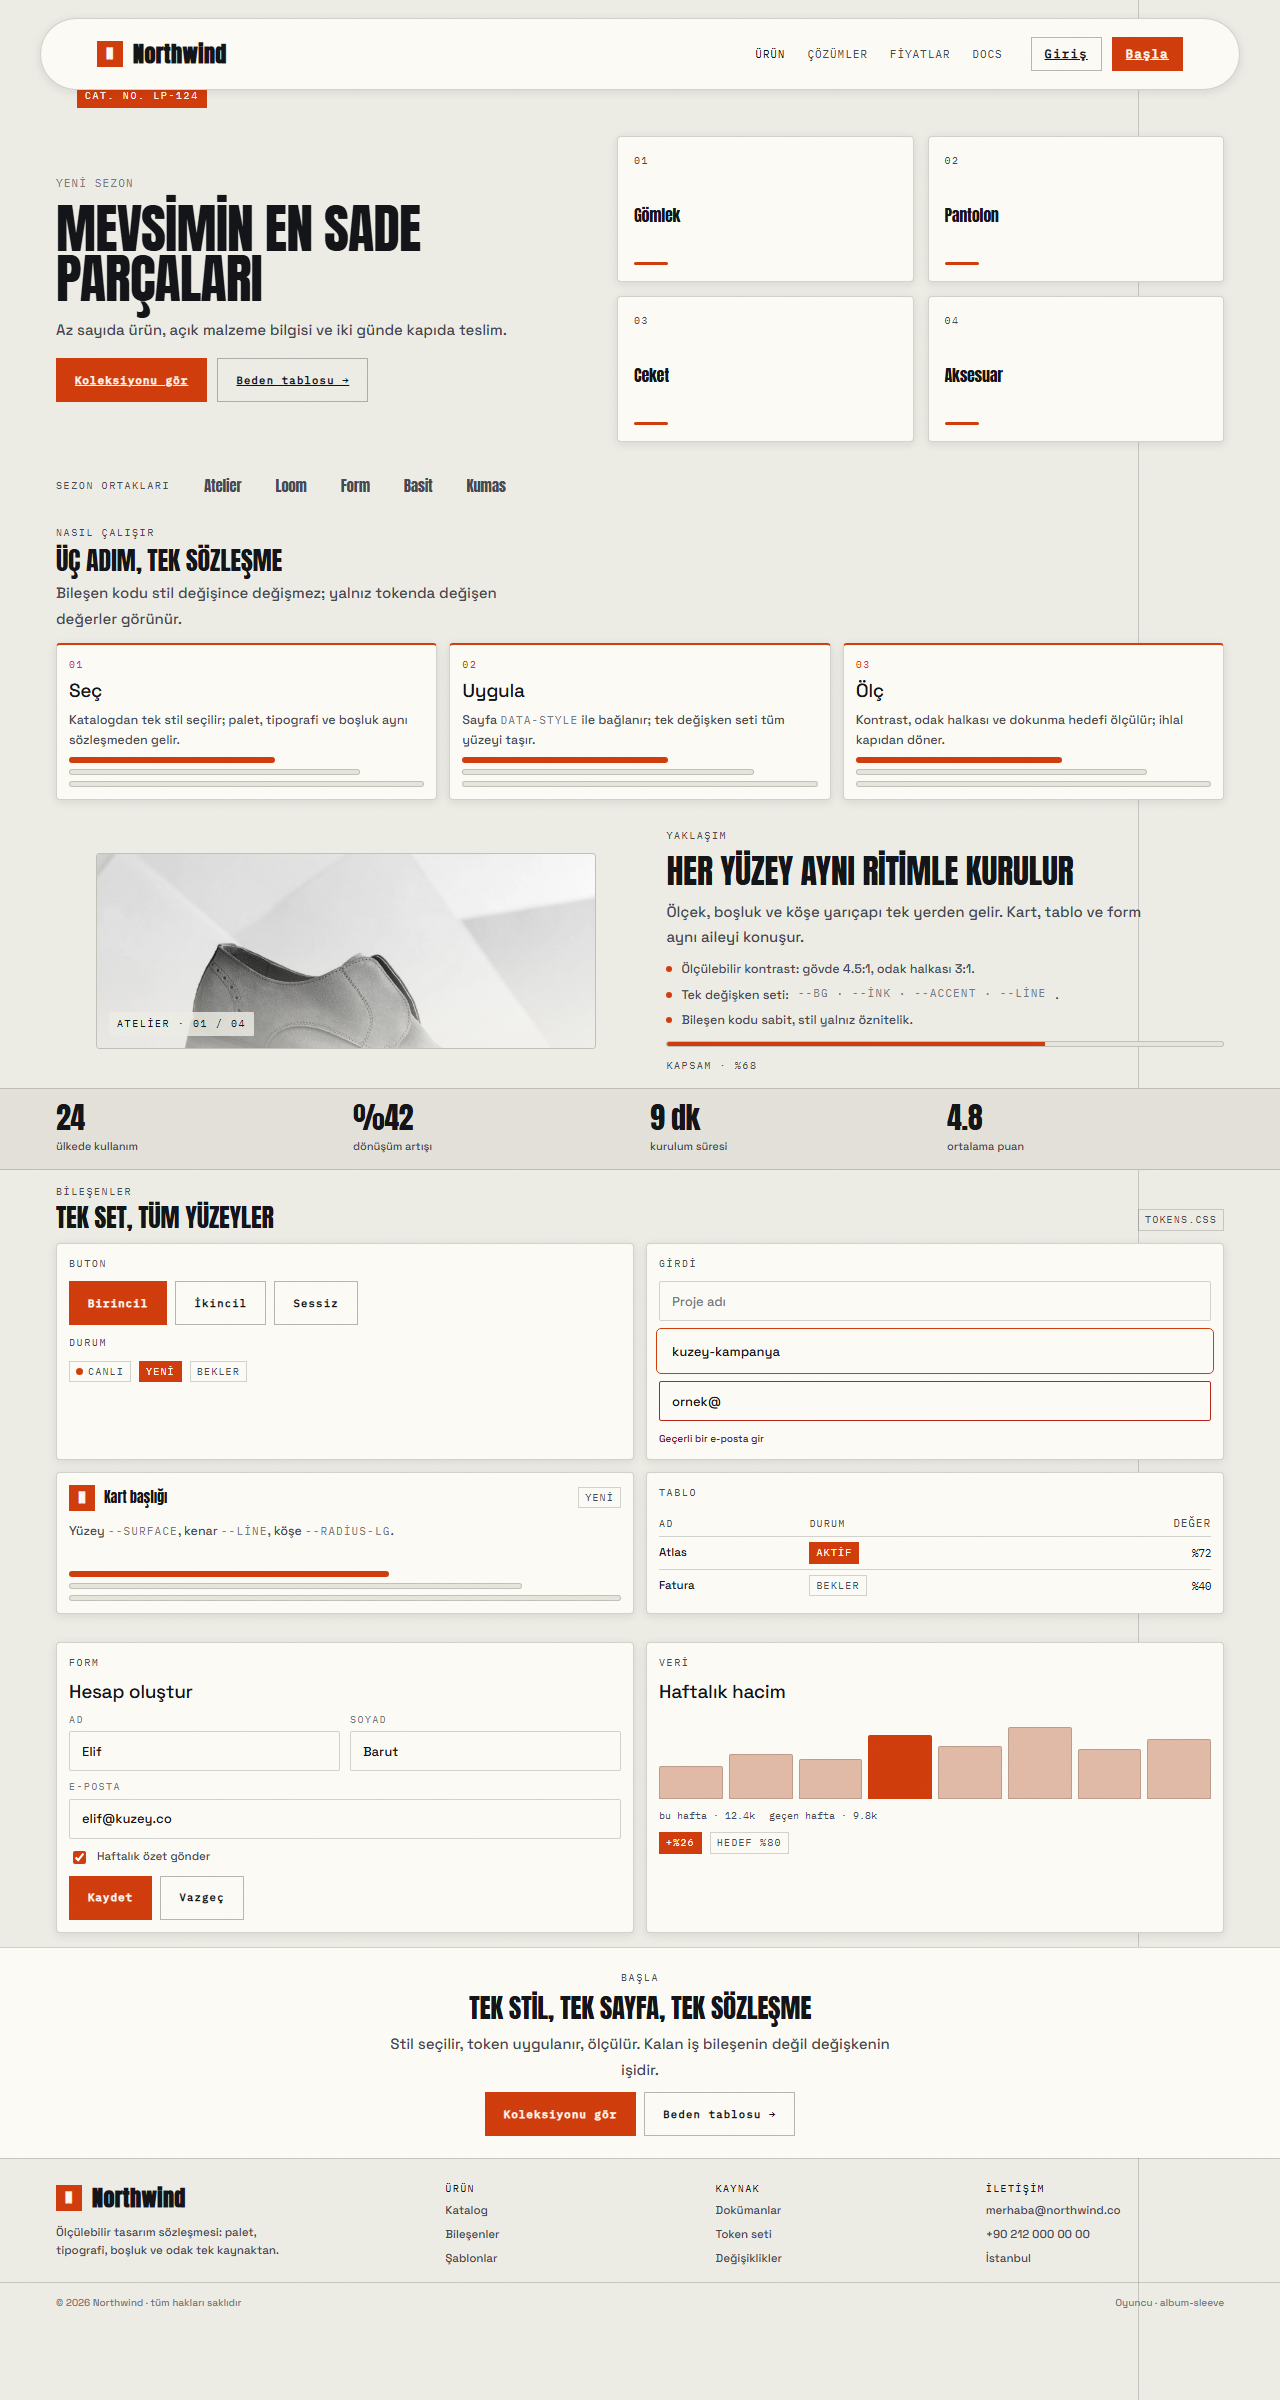 Northwind
ÜRÜN
ÇÖZÜMLER
FİYATLAR
DOCS
Giriş
Başla
CAT. NO. LP-124
YENİ SEZON
MEVSİMİN EN SADE
PARÇALARI
Az sayıda ürün, açık malzeme bilgisi ve iki günde kapıda teslim.
Koleksiyonu gör
Beden tablosu →
01
Gömlek
02
Pantolon
03
Ceket
04
Aksesuar
SEZON ORTAKLARI
Atelier
Loom
Form
Basit
Kumas
NASIL ÇALIŞIR
ÜÇ ADIM, TEK SÖZLEŞME
Bileşen kodu stil değişince değişmez; yalnız tokenda değişen
değerler görünür.
01
Seç
Katalogdan tek stil seçilir; palet, tipografi ve boşluk aynı
sözleşmeden gelir.
02
Uygula
Sayfa DATA-STYLE ile bağlanır; tek değişken seti tüm
yüzeyi taşır.
03
Ölç
Kontrast, odak halkası ve dokunma hedefi ölçülür; ihlal
kapıdan döner.
ATELİER · 01 / 04
YAKLAŞIM
HER YÜZEY AYNI RİTİMLE KURULUR
Ölçek, boşluk ve köşe yarıçapı tek yerden gelir. Kart, tablo ve form
aynı aileyi konuşur.
Ölçülebilir kontrast: gövde 4.5:1, odak halkası 3:1.
Tek değişken seti: --BG · --İNK · --ACCENT · --LİNE .
Bileşen kodu sabit, stil yalnız öznitelik.
KAPSAM · %68
24
ülkede kullanım
%42
dönüşüm artışı
9 dk
kurulum süresi
4.8
ortalama puan
BİLEŞENLER
TEK SET, TÜM YÜZEYLER
TOKENS.CSS
BUTON
Birincil
İkincil
Sessiz
DURUM
CANLI
YENİ
BEKLER
GİRDİ
Proje adı
kuzey-kampanya
ornek@
Geçerli bir e-posta gir
Kart başlığı
YENİ
Yüzey --SURFACE, kenar --LİNE, köşe --RADİUS-LG.
TABLO
AD DURUM DEĞER
Atlas AKTİF %72
Fatura BEKLER %40
FORM
Hesap oluştur
AD
SOYAD
Elif
Barut
E-POSTA
elif@kuzey.co
Haftalık özet gönder
Kaydet
Vazgeç
VERİ
Haftalık hacim
bu hafta · 12.4k geçen hafta · 9.8k
+%26
HEDEF %80
BAŞLA
TEK STİL, TEK SAYFA, TEK SÖZLEŞME
Stil seçilir, token uygulanır, ölçülür. Kalan iş bileşenin değil değişkenin
işidir.
Koleksiyonu gör
Beden tablosu →
Northwind
Ölçülebilir tasarım sözleşmesi: palet,
tipografi, boşluk ve odak tek kaynaktan.
ÜRÜN
Katalog
Bileşenler
Şablonlar
KAYNAK
Dokümanlar
Token seti
Değişiklikler
İLETİŞİM
merhaba@northwind.co
+90 212 000 00 00
İstanbul
© 2026 Northwind · tüm hakları saklıdır
Oyuncu · album-sleeve